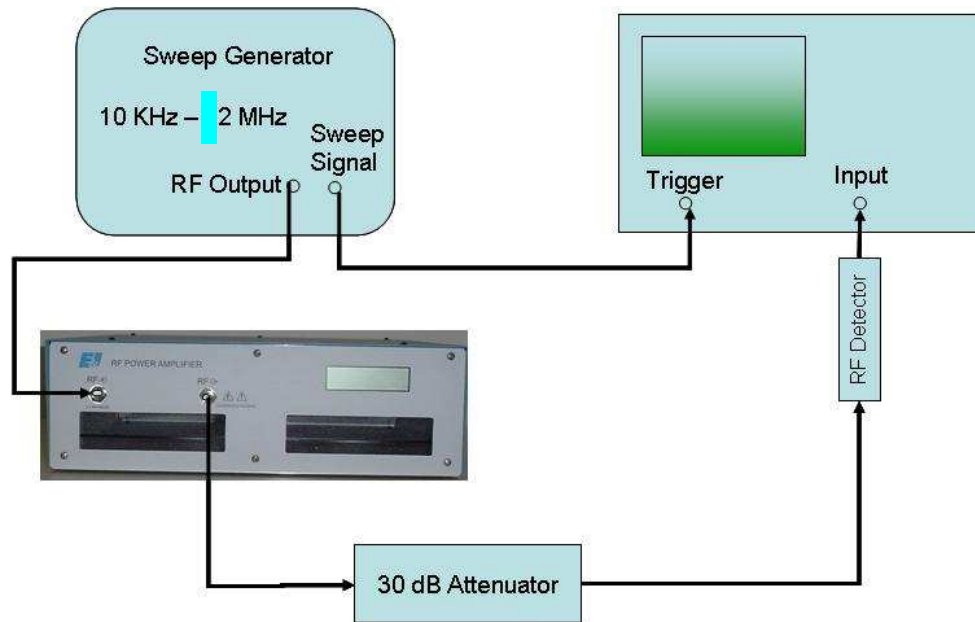 Sweep Generator
10 KHz – 2 MHz
Sweep
Signal
RF Output
Trigger
Input
RF Detector
E&I
RF POWER AMPLIFIER
30 dB Attenuator